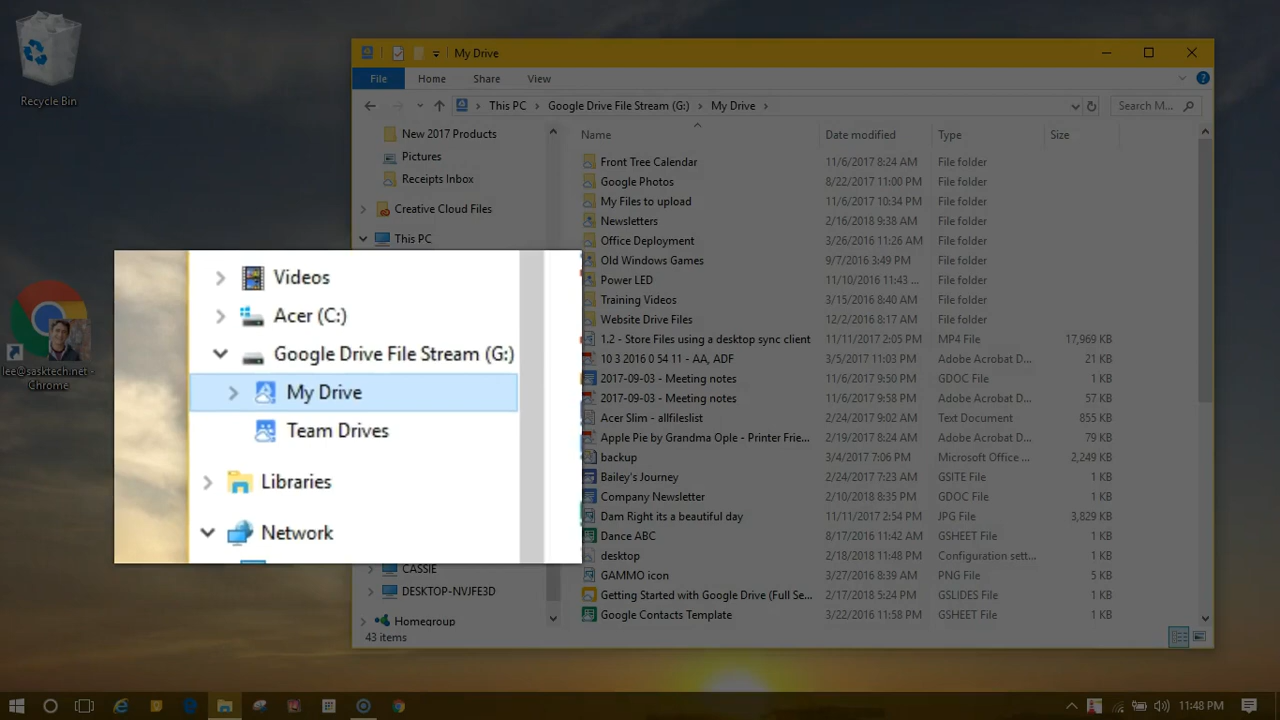 Recycle Bin
lee@sasktech.net -
Chrome
My Drive
File Home Share View
This PC Google Drive File Stream (G:) My Drive Search M...
New 2017 Products
Pictures
Receipts Inbox
Creative Cloud Files
This PC
Videos
Acer (C:)
Google Drive File Stream (G:)
My Drive
Team Drives
Libraries
Network
CASSIE
DESKTOP-NVJFE3D
Homegroup
Name Date modified Type Size
Front Tree Calendar 11/6/2017 8:24 AM File folder
Google Photos 8/22/2017 11:00 PM File folder
My Files to upload 11/6/2017 10:34 PM File folder
Newsletters 2/16/2018 9:38 AM File folder
Office Deployment 3/26/2016 11:26 AM File folder
Old Windows Games 9/7/2016 3:49 PM File folder
Power LED 11/10/2016 11:43 ... File folder
Training Videos 3/15/2016 8:40 AM File folder
Website Drive Files 12/2/2016 8:17 AM File folder
1.2 - Store Files using a desktop sync client 11/11/2017 2:05 PM MP4 File 17,969 KB
10 3 2016 0 54 11 - AA, ADF 3/5/2017 11:03 PM Adobe Acrobat D... 21 KB
2017-09-03 - Meeting notes 11/6/2017 9:50 PM GDOC File 1 KB
2017-09-03 - Meeting notes 11/6/2017 9:58 PM Adobe Acrobat D... 57 KB
Acer Slim - allfileslist 2/24/2017 9:02 AM Text Document 855 KB
Apple Pie by Grandma Ople - Printer Frie... 2/19/2017 8:24 AM Adobe Acrobat D... 79 KB
backup 3/4/2017 7:06 PM Microsoft Office ... 2,249 KB
Bailey's Journey 2/24/2017 7:23 AM GSITE File 1 KB
Company Newsletter 2/10/2018 8:35 PM GDOC File 1 KB
Dam Right its a beautiful day 11/11/2017 2:54 PM JPG File 3,829 KB
Dance ABC 8/17/2016 11:42 AM GSHEET File 1 KB
desktop 2/18/2018 11:48 PM Configuration sett... 1 KB
GAMMO icon 3/27/2016 8:39 AM PNG File 5 KB
Getting Started with Google Drive (Full Se... 2/17/2018 5:24 PM GSLIDES File 1 KB
Google Contacts Template 3/22/2016 11:58 PM GSHEET File 1 KB
43 items
11:48 PM